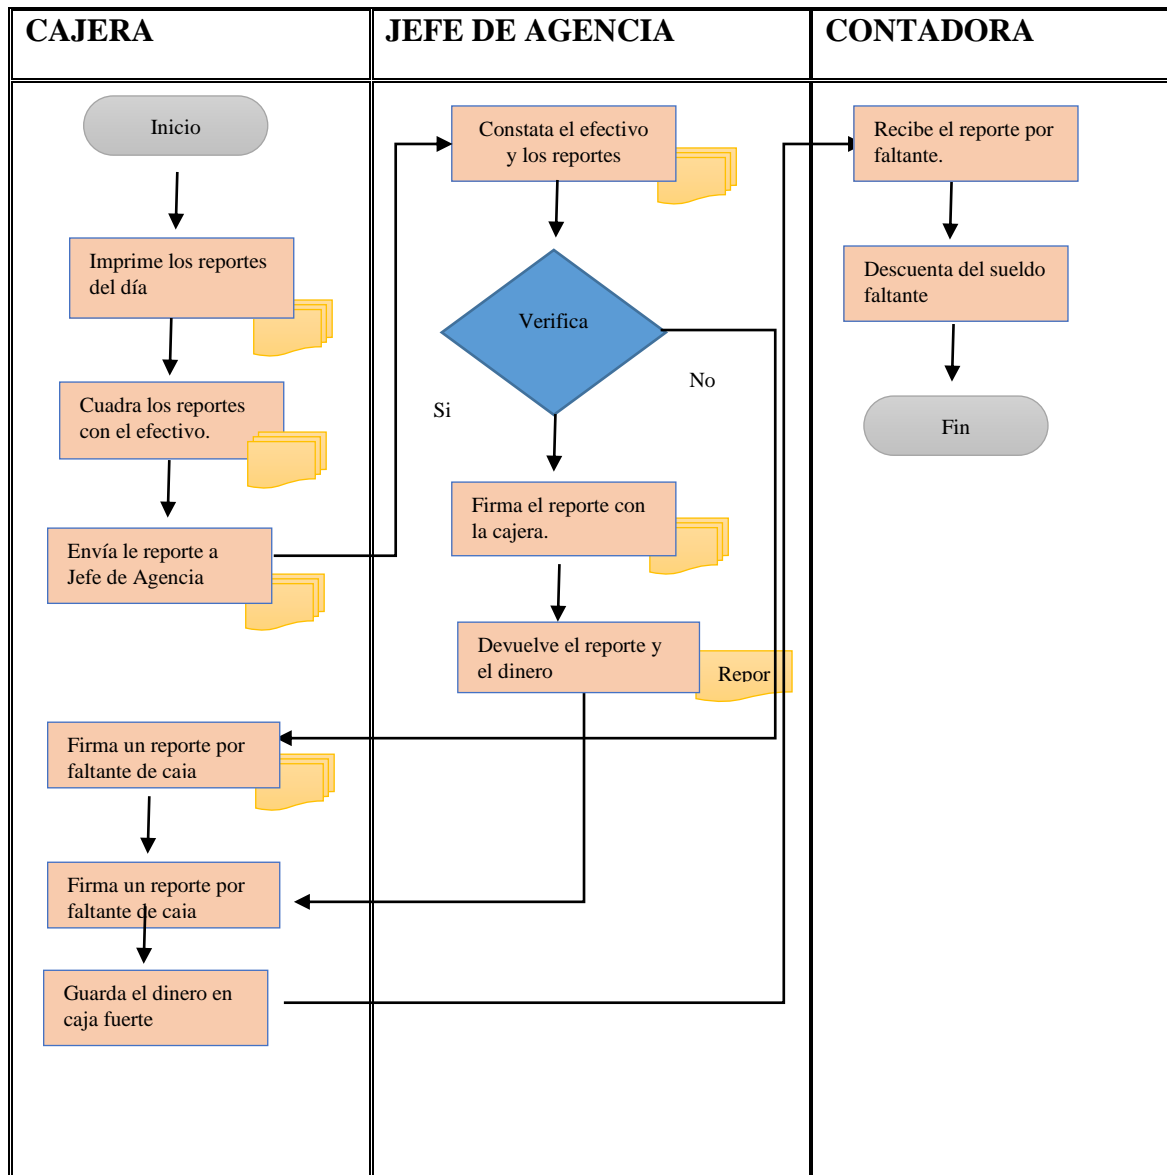 CAJERA
JEFE DE AGENCIA
CONTADORA
Inicio
Imprime los reportes
del día
Cuadra los reportes
con el efectivo.
Envía le reporte a
Jefe de Agencia
Firma un reporte por
faltante de caja
Firma un reporte por
faltante de caja
Guarda el dinero en
caja fuerte
Constata el efectivo
y los reportes
Verifica
No
Si
Firma el reporte con
la cajera.
Devuelve el reporte y
el dinero
Repor
Recibe el reporte por
faltante.
Descuenta del sueldo
faltante
Fin